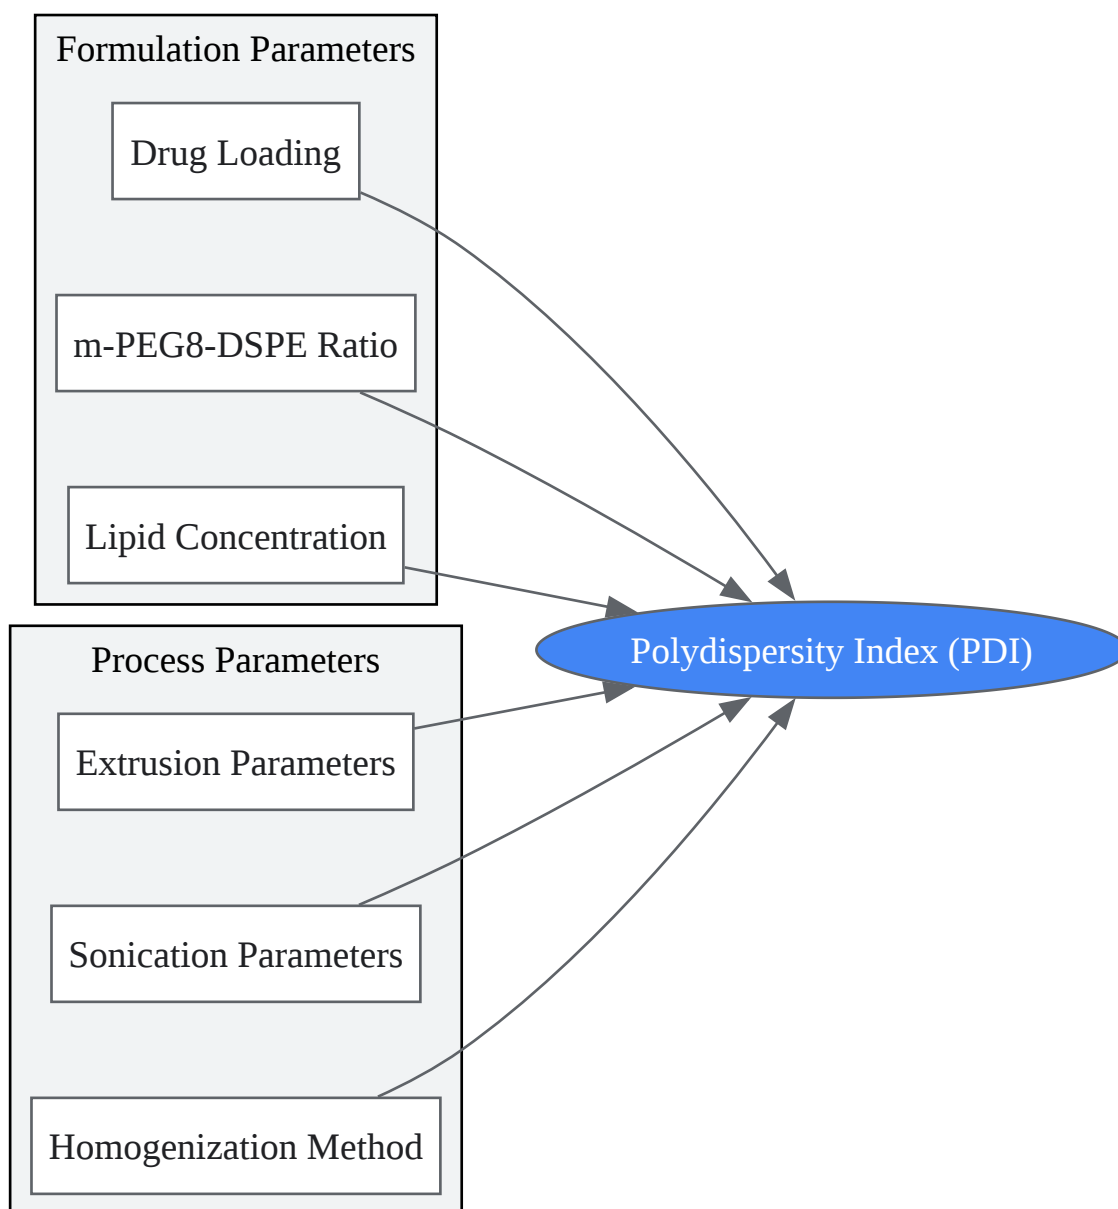 Formulation Parameters
Drug Loading
m-PEG8-DSPE Ratio
Lipid Concentration
Polydispersity Index (PDI)
Process Parameters
Extrusion Parameters
Sonication Parameters
Homogenization Method